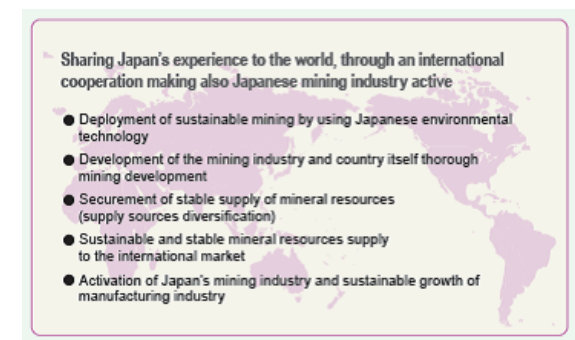 Sharing Japan's experience to the world, through an international
cooperation making also Japanese mining industry active
● Deployment of sustainable mining by using Japanese environmental
technology
● Development of the mining industry and country itself thorough
mining development
● Securement of stable supply of mineral resources
(supply sources diversification)
● Sustainable and stable mineral resources supply
to the international market
● Activation of Japan's mining industry and sustainable growth of
manufacturing industry